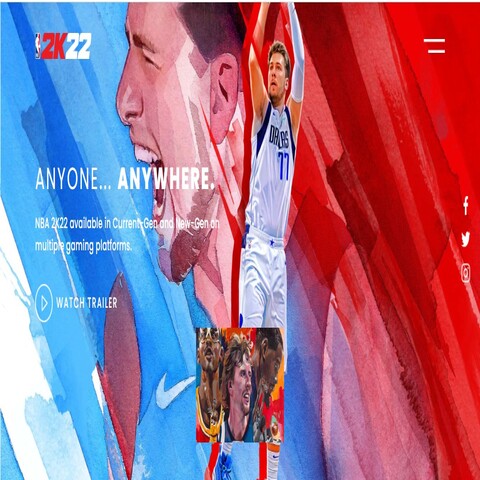 NBA 2K22
DALLAS
77
ANYONE... ANYWHERE.
NBA 2K22 available in Current-Gen and New-Gen on
multiple gaming platforms.
WATCH TRAILER